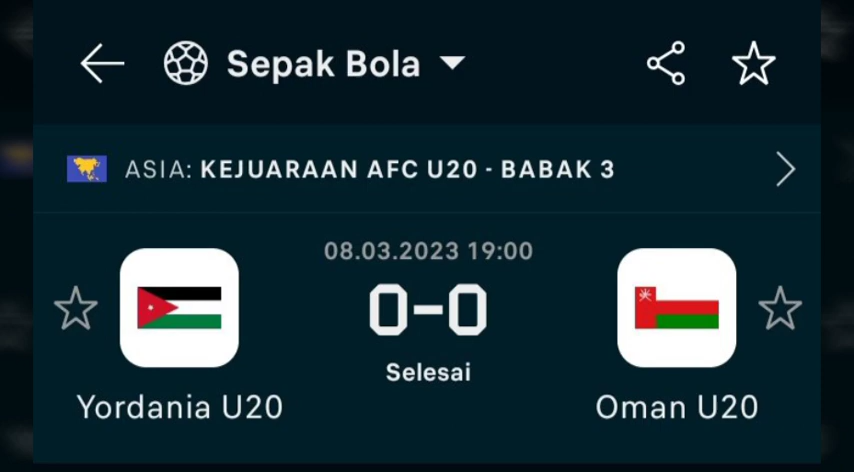 Sepak Bola
ASIA: KEJUARAAN AFC U20 - BABAK 3
08.03.2023 19:00
0-0
Selesai
Yordania U20
Oman U20